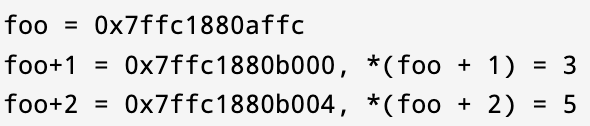 foo = 0x7ffc1880affc
foo+1 = 0x7ffc1880b000, *(foo + 1) = 3
foo+2 = 0x7ffc1880b004, *(foo + 2) = 5